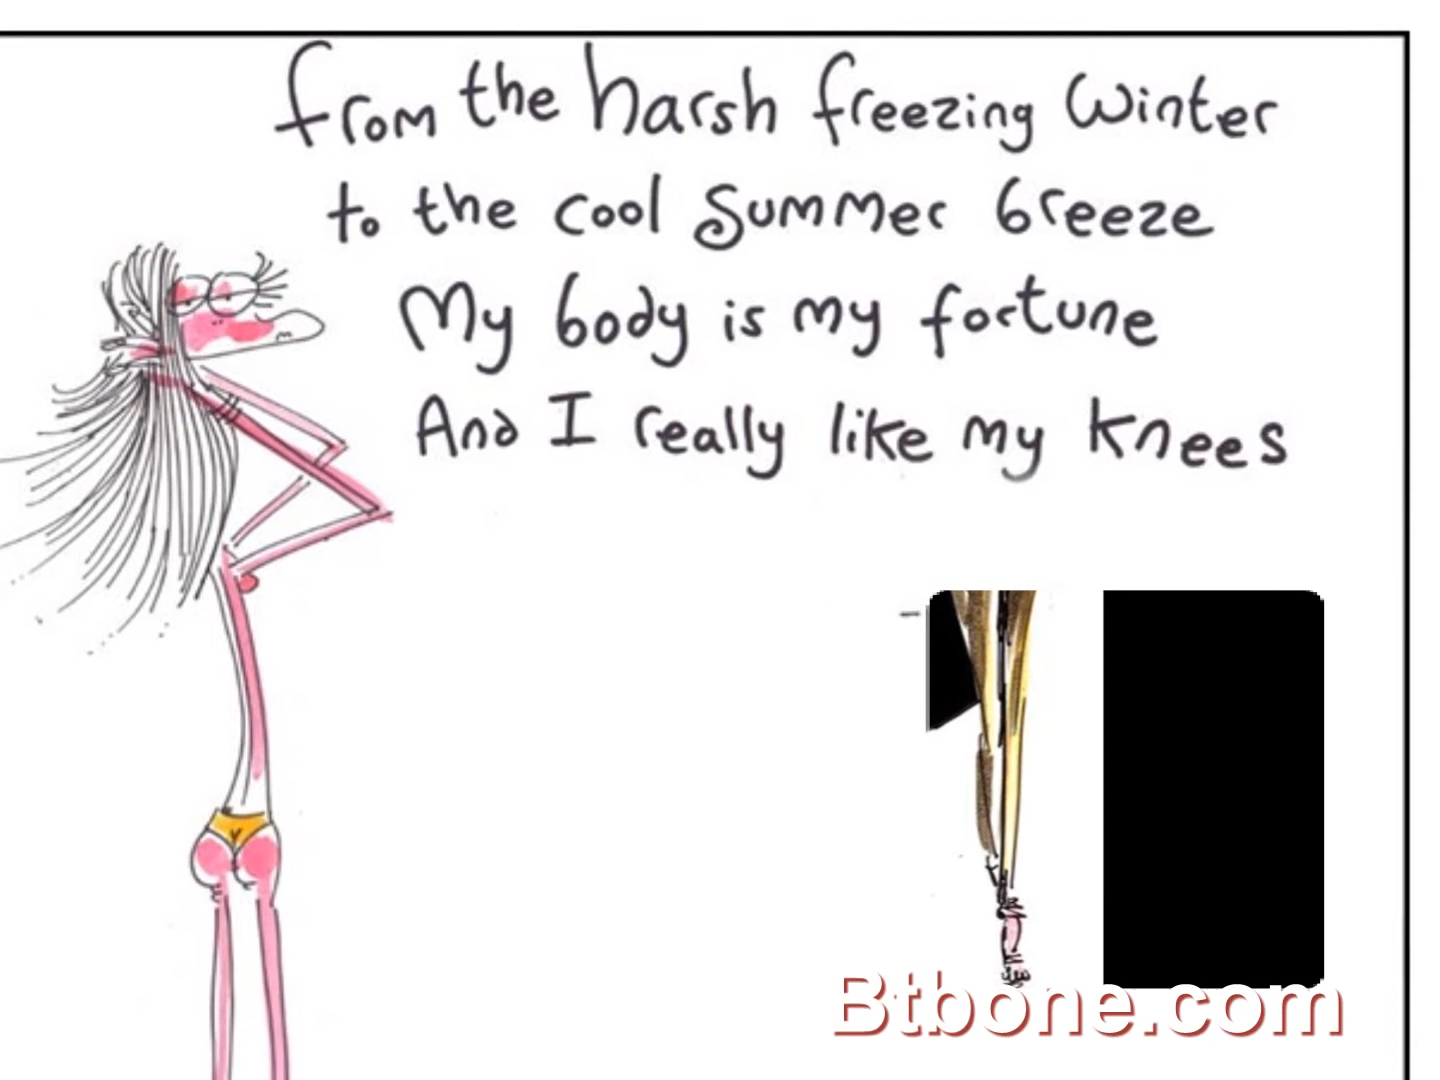 from the harsh freezing Winter
to the cool Summer breeze
My body is my fortune
And I really like my knees
Btbone.com